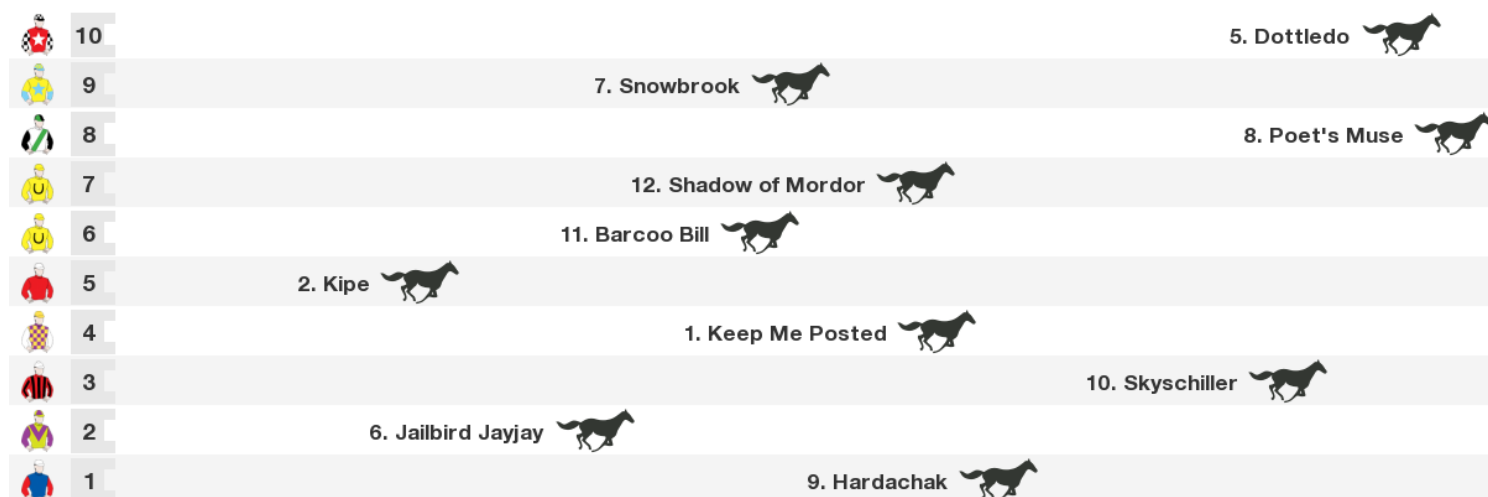 10 5. Dottledo
9 7. Snowbrook
8 8. Poet's Muse
7 12. Shadow of Mordor
U
6 11. Barcoo Bill
U
5 2. Kipe
4 1. Keep Me Posted
3 10. Skyschiller
2 6. Jailbird Jayjay
1 9. Hardachak